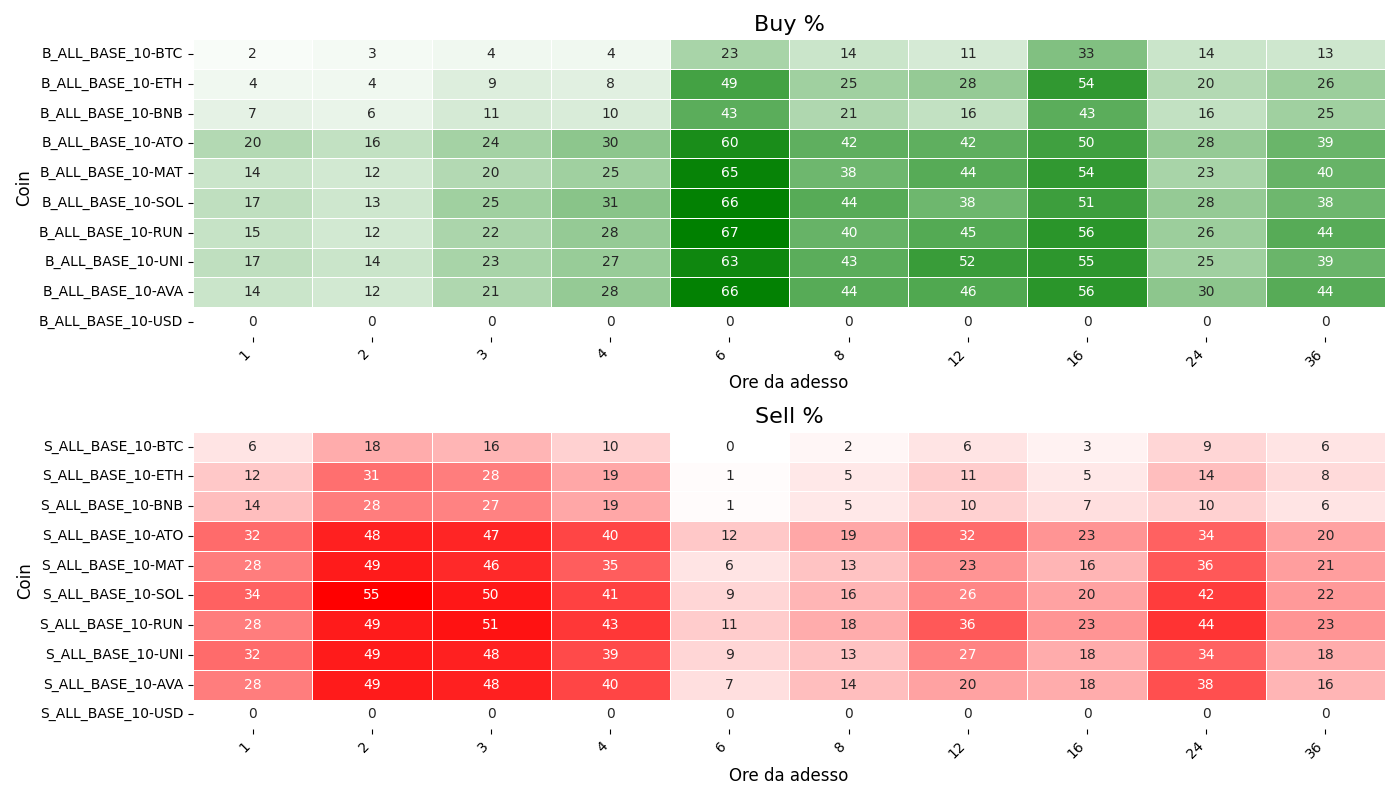 Buy %
Coin
B_ALL_BASE_10-BTC 2 3 4 4 23 14 11 33 14 13
B_ALL_BASE_10-ETH 4 4 9 8 49 25 28 54 20 26
B_ALL_BASE_10-BNB 7 6 11 10 43 21 16 43 16 25
B_ALL_BASE_10-ATO 20 16 24 30 60 42 42 50 28 39
B_ALL_BASE_10-MAT 14 12 20 25 65 38 44 54 23 40
B_ALL_BASE_10-SOL 17 13 25 31 66 44 38 51 28 38
B_ALL_BASE_10-RUN 15 12 22 28 67 40 45 56 26 44
B_ALL_BASE_10-UNI 17 14 23 27 63 43 52 55 25 39
B_ALL_BASE_10-AVA 14 12 21 28 66 44 46 56 30 44
B_ALL_BASE_10-USD 0 0 0 0 0 0 0 0 0 0
1 2 3 4 6 8 12 16 24 36
Ore da adesso
Sell %
Coin
S_ALL_BASE_10-BTC 6 18 16 10 0 2 6 3 9 6
S_ALL_BASE_10-ETH 12 31 28 19 1 5 11 5 14 8
S_ALL_BASE_10-BNB 14 28 27 19 1 5 10 7 10 6
S_ALL_BASE_10-ATO 32 48 47 40 12 19 32 23 34 20
S_ALL_BASE_10-MAT 28 49 46 35 6 13 23 16 36 21
S_ALL_BASE_10-SOL 34 55 50 41 9 16 26 20 42 22
S_ALL_BASE_10-RUN 28 49 51 43 11 18 36 23 44 23
S_ALL_BASE_10-UNI 32 49 48 39 9 13 27 18 34 18
S_ALL_BASE_10-AVA 28 49 48 40 7 14 20 18 38 16
S_ALL_BASE_10-USD 0 0 0 0 0 0 0 0 0 0
1 2 3 4 6 8 12 16 24 36
Ore da adesso